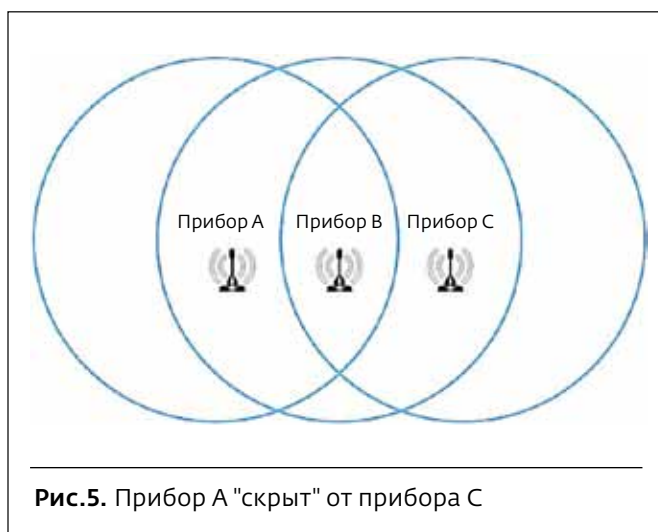 Прибор А Прибор В Прибор С
Рис.5. Прибор А "скрыт" от прибора С